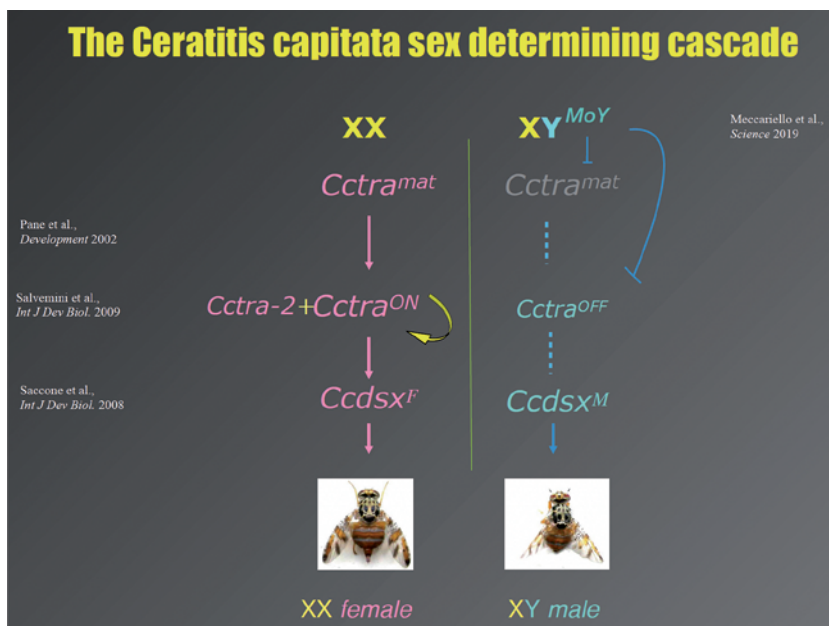 The Ceratitis capitata sex determining cascade
XX
XY^MoY
Meccariello et al.,
Science 2019
Cctra^mat
Cctra^mat
Pane et al.,
Development 2002
Salvemini et al.,
Int J Dev Biol. 2009
Cctra-2+Cctra^ON
Cctra^OFF
Saccone et al.,
Int J Dev Biol. 2008
Ccdsx^F
Ccdsx^M
XX female
XY male